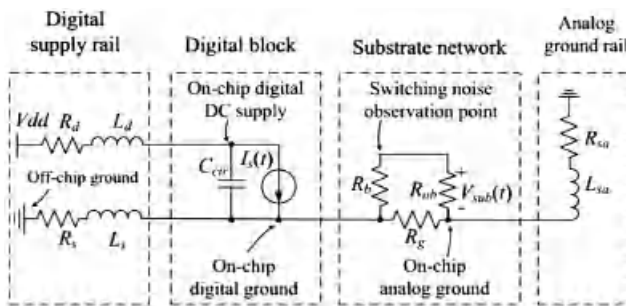 Digital
supply rail
Digital block
Substrate network
Analog
ground rail
On-chip digital
DC supply
Switching noise
observation point
Vdd
R_d
L_d
C_cir
I_s(t)
Off-chip ground
R_b
R_sub
+
V_sub(t)
-
R_sa
L_sa
R_s
L_s
R_g
On-chip
digital ground
On-chip
analog ground